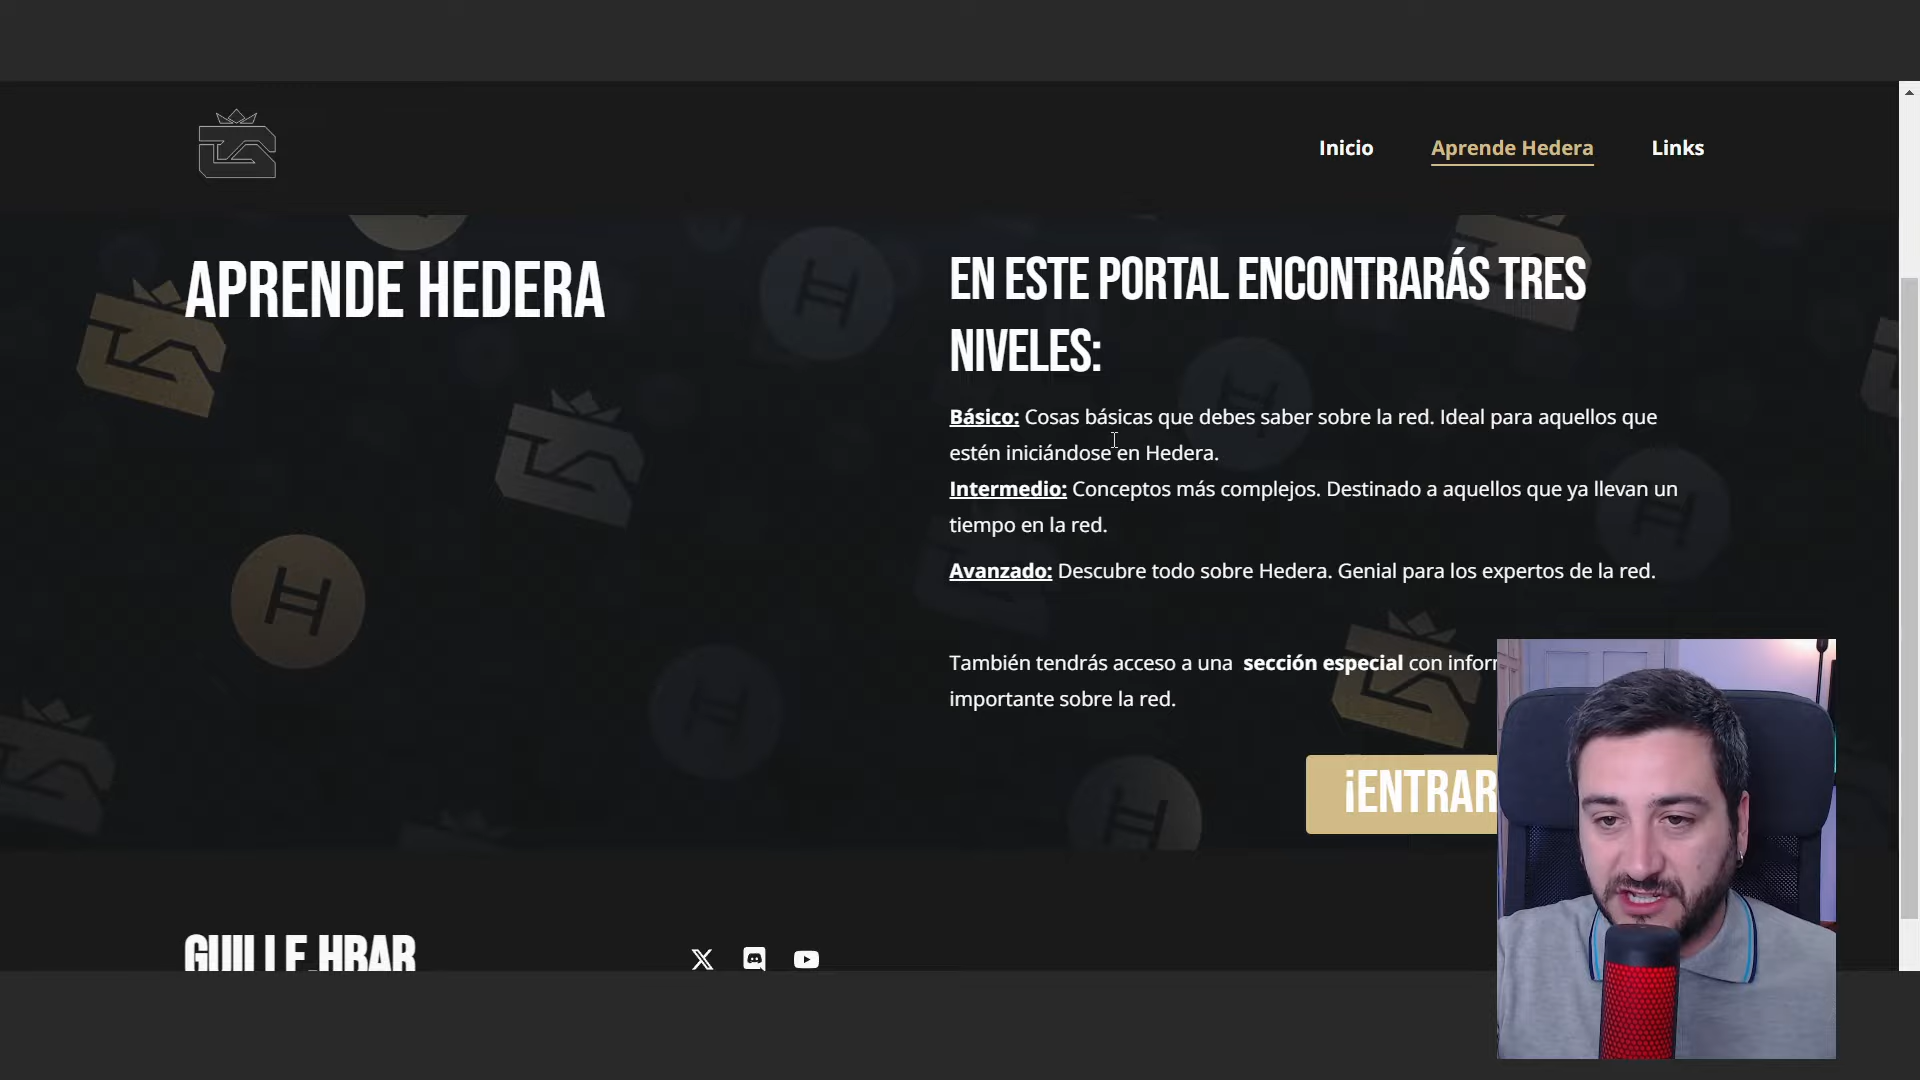 Inicio Aprende Hedera Links
APRENDE HEDERA
EN ESTE PORTAL ENCONTRARÁS TRES
NIVELES:
Básico: Cosas básicas que debes saber sobre la red. Ideal para aquellos que
estén iniciándose en Hedera.
Intermedio: Conceptos más complejos. Destinado a aquellos que ya llevan un
tiempo en la red.
Avanzado: Descubre todo sobre Hedera. Genial para los expertos de la red.
También tendrás acceso a una sección especial con
importante sobre la red.
¡ENTRAR
GUILLE.HBAR